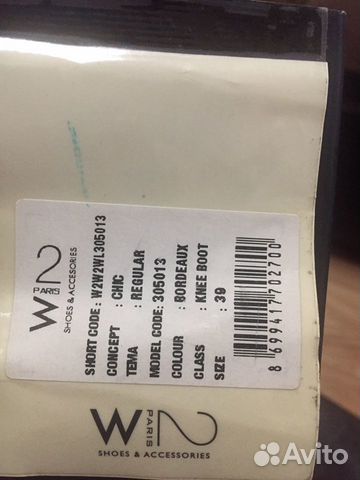 W2
PARIS
SHOES & ACCESORIES
SHORT CODE : W2W2WL305013
CONCEPT : CHIC
TEMA : REGULAR
MODEL CODE: 305013
COLOUR : BORDEAUX
CLASS : KNEE BOOT
SIZE : 39
8 699417 702700
W2
PARIS
SHOES & ACCESSORIES
Avito